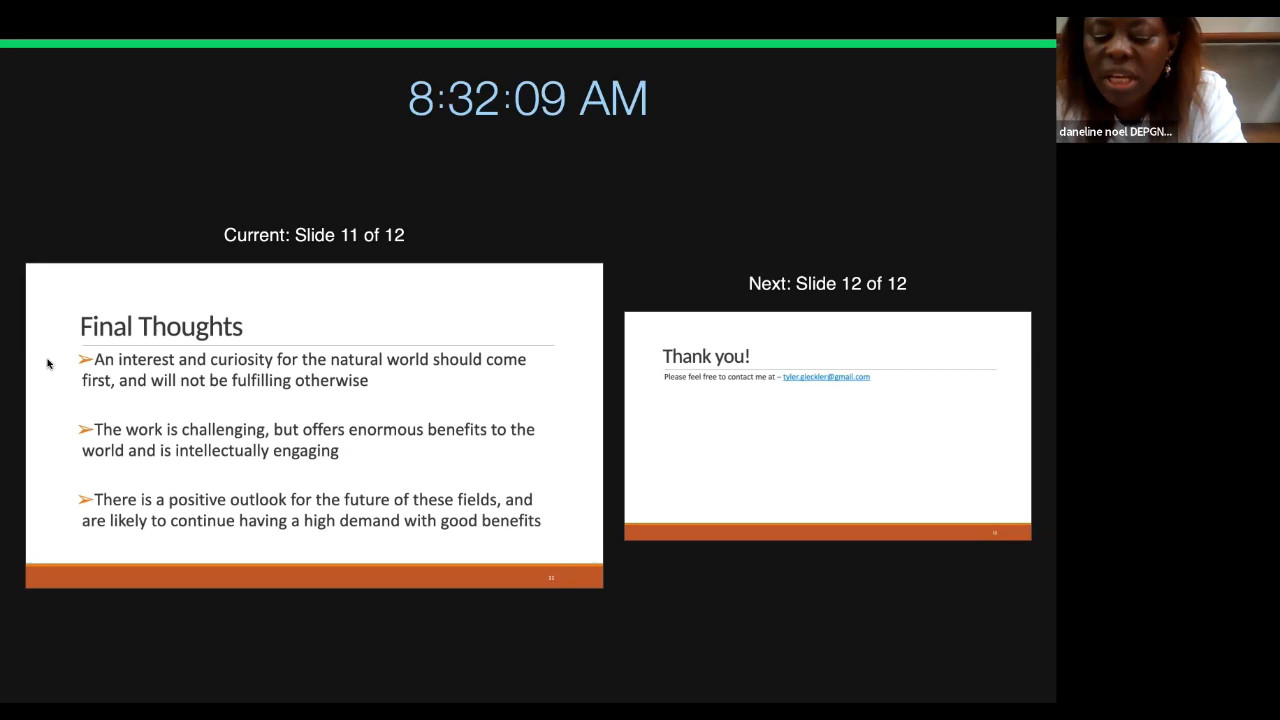 8:32:09 AM
daneline noel DEPGN...
Current: Slide 11 of 12
Next: Slide 12 of 12
Final Thoughts
➢An interest and curiosity for the natural world should come
first, and will not be fulfilling otherwise
➢The work is challenging, but offers enormous benefits to the
world and is intellectually engaging
➢There is a positive outlook for the future of these fields, and
are likely to continue having a high demand with good benefits
11
Thank you!
Please feel free to contact me at – tyler.gieckler@gmail.com
12